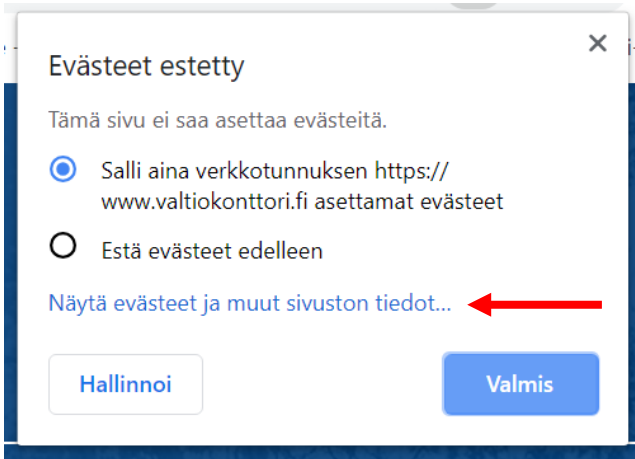 Evästeet estetty
Tämä sivu ei saa asettaa evästeitä.
Salli aina verkkotunnuksen https://
www.valtiokonttori.fi asettamat evästeet
Estä evästeet edelleen
Näytä evästeet ja muut sivuston tiedot...
Hallinnoi
Valmis